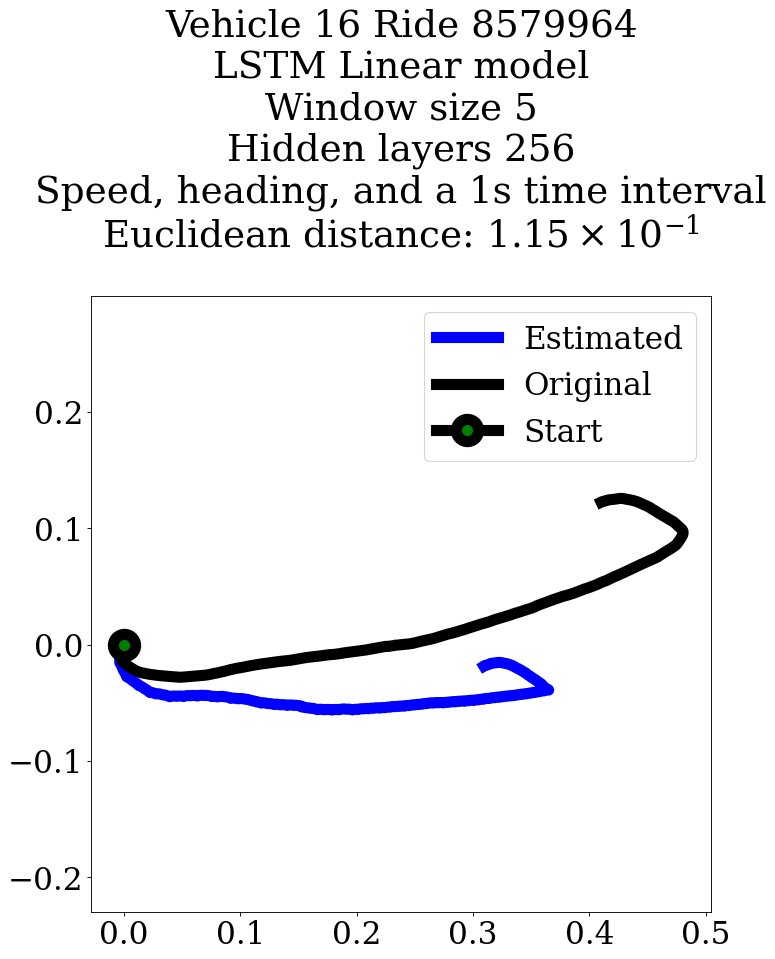 Vehicle 16 Ride 8579964
LSTM Linear model
Window size 5
Hidden layers 256
Speed, heading, and a 1s time interval
Euclidean distance: 1.15 × 10⁻¹
Estimated
Original
Start
0.2
0.1
0.0
−0.1
−0.2
0.0 0.1 0.2 0.3 0.4 0.5